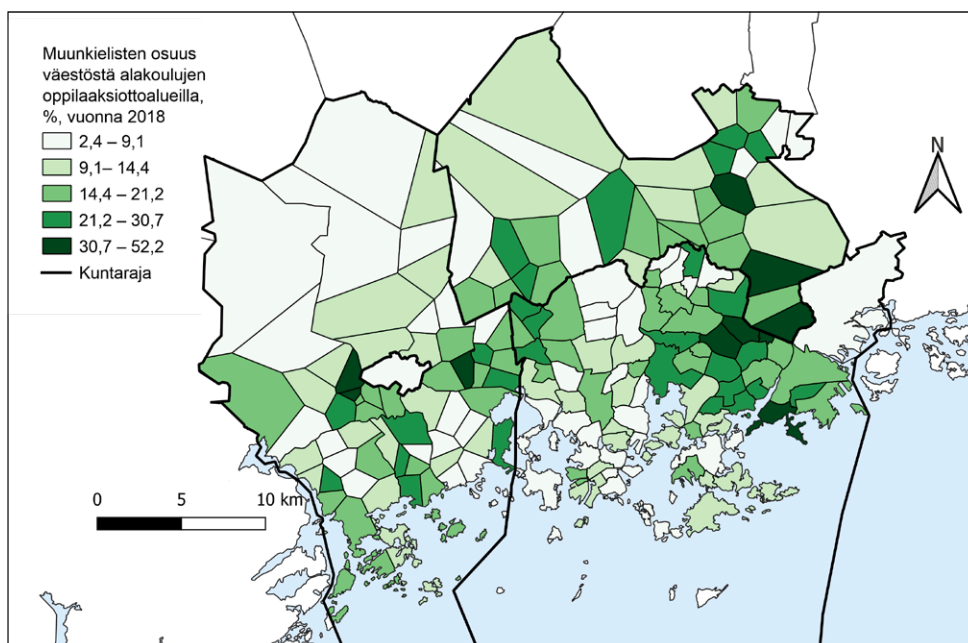 Muunkielisten osuus
väestöstä alakoulujen
oppilaaksiottoalueilla,
%, vuonna 2018
2,4 – 9,1
9,1– 14,4
14,4 – 21,2
21,2 – 30,7
30,7 – 52,2
Kuntaraja
N
0 5 10 km